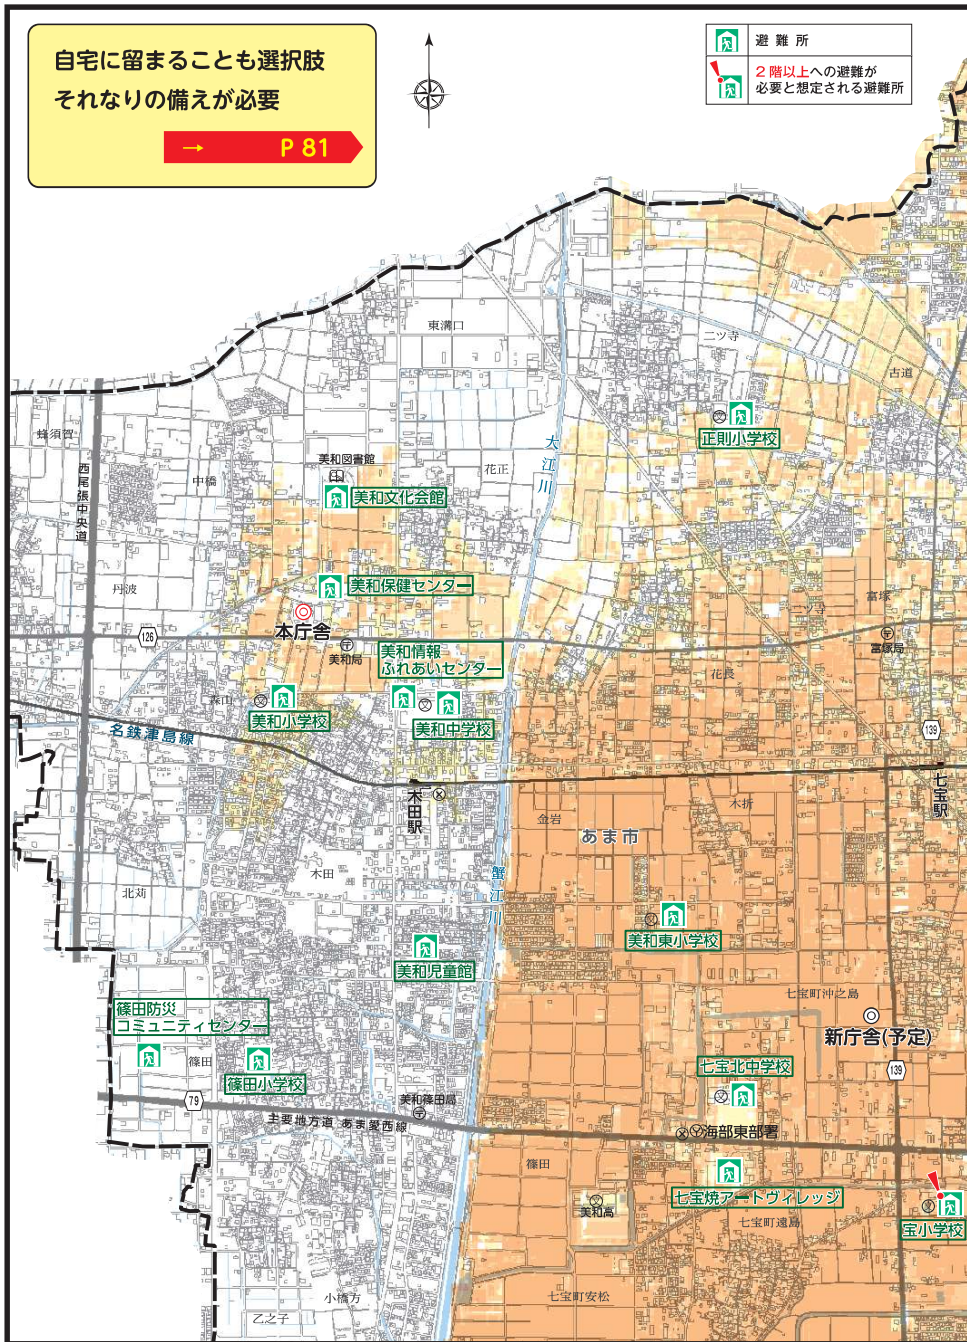 自宅に留まることも選択肢
それなりの備えが必要
→ P 81
避 難 所
2 階以上への避難が
必要と想定される避難所
東溝口
二ツ寺
古道
蜂須賀
正則小学校
大江川
西尾張中央道
中橋
美和図書館
花正
美和文化会館
丹波
美和保健センター
富塚
二ツ寺
本庁舎
126
美和局
美和情報
ふれあいセンター
富塚局
花長
森山
美和小学校
美和中学校
139
名鉄津島線
木田駅
七宝駅
木折
金岩
あま市
木田
北苅
蟹江川
美和東小学校
美和児童館
七宝町沖之島
篠田防災
コミュニティセンター
新庁舎(予定)
篠田
篠田小学校
七宝北中学校
139
79
美和篠田局
主要地方道 あま愛西線
海部東部署
篠田
七宝焼アートヴィレッジ
美和高
七宝町遠島
宝小学校
小橋方
七宝町安松
乙之子